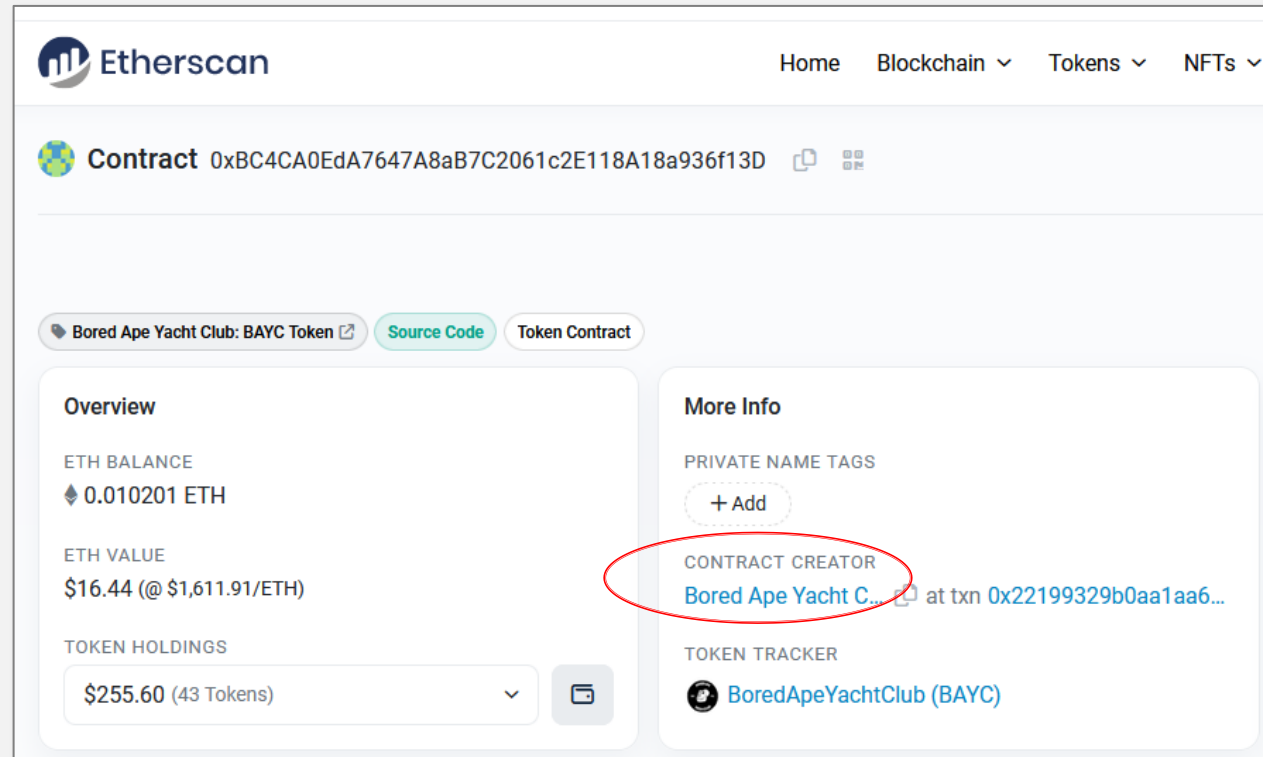 Etherscan
Home Blockchain Tokens NFTs
Contract 0xBC4CA0EdA7647A8aB7C2061c2E118A18a936f13D
Bored Ape Yacht Club: BAYC Token Source Code Token Contract
Overview
ETH BALANCE
0.010201 ETH
ETH VALUE
$16.44 (@ $1,611.91/ETH)
TOKEN HOLDINGS
$255.60 (43 Tokens)
More Info
PRIVATE NAME TAGS
+ Add
CONTRACT CREATOR
Bored Ape Yacht C... at txn 0x22199329b0aa1aa6...
TOKEN TRACKER
BoredApeYachtClub (BAYC)